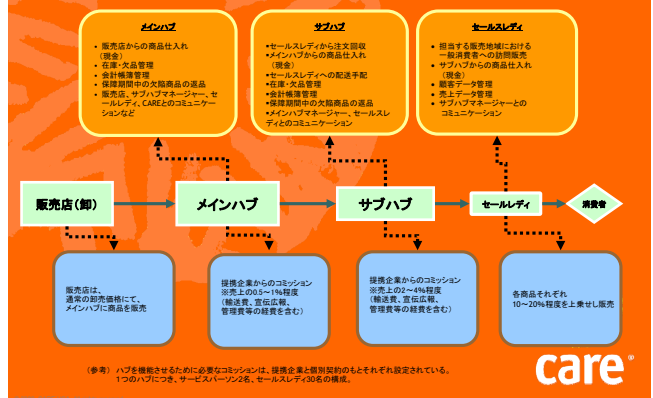 メインハブ
• 販売店からの商品仕入れ
（現金）
• 在庫・欠品管理
• 会計帳簿管理
• 保障期間中の欠陥商品の返品
• 販売店、サブハブマネージャー、セ
ールレディ、CAREとのコミュニケー
ションなど
サブハブ
•セールスレディから注文回収
•メインハブからの商品仕入れ
（現金）
•セールスレディへの配送手配
•在庫・欠品管理
•会計帳簿管理
•保障期間中の欠陥商品の返品
•メインハブマネージャー、セールスレ
ディとのコミュニケーション
セールスレディ
• 担当する販売地域における
一般消費者への訪問販売
• サブハブからの商品仕入れ
（現金）
• 顧客データ管理
• 売上データ管理
• サブハブマネージャーとの
コミュニケーション
販売店（卸）
メインハブ
サブハブ
セールレディ
消費者
販売店は、
通常の卸売価格にて、
メインハブに商品を販売
提携企業からのコミッション
※売上の0.5～1%程度
（輸送費、宣伝広報、
管理費等の経費を含む）
提携企業からのコミッション
※売上の2～4%程度
（輸送費、宣伝広報、
管理費等の経費を含む）
各商品それぞれ
10～20%程度を上乗せし販売
（参考） ハブを機能させるために必要なコミッションは、提携企業と個別契約のもとそれぞれ設定されている。
1つのハブにつき、サービスパーソン2名、セールスレディ30名の構成。
care®